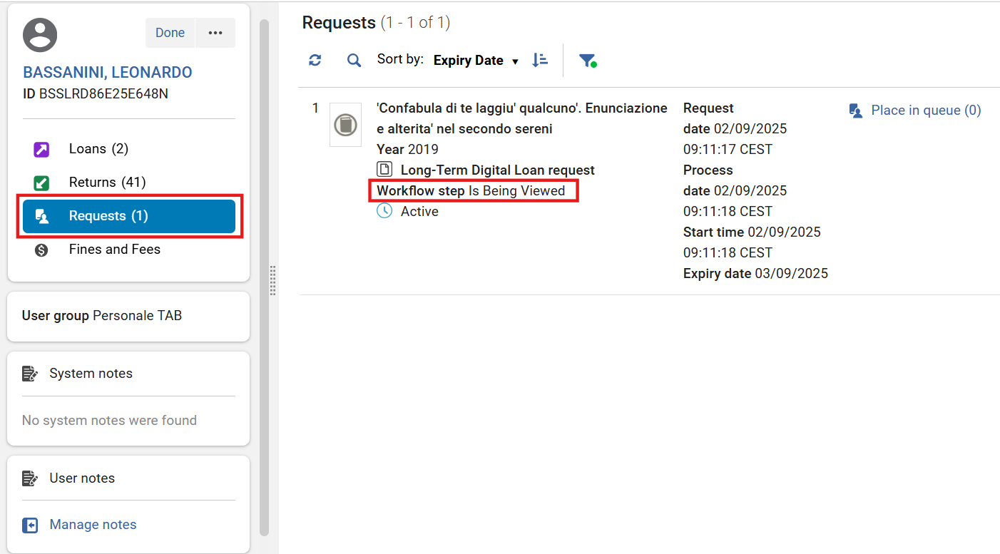 Done
BASSANINI, LEONARDO
ID BSSLRD86E25E648N
Loans (2)
Returns (41)
Requests (1)
Fines and Fees
User group Personale TAB
System notes
No system notes were found
User notes
Manage notes
Requests (1 - 1 of 1)
Sort by: Expiry Date
1
'Confabula di te laggiu' qualcuno'. Enunciazione
e alterita' nel secondo sereni
Year 2019
Long-Term Digital Loan request
Workflow step Is Being Viewed
Active
Request
date 02/09/2025
09:11:17 CEST
Process
date 02/09/2025
09:11:18 CEST
Start time 02/09/2025
09:11:18 CEST
Expiry date 03/09/2025
Place in queue (0)